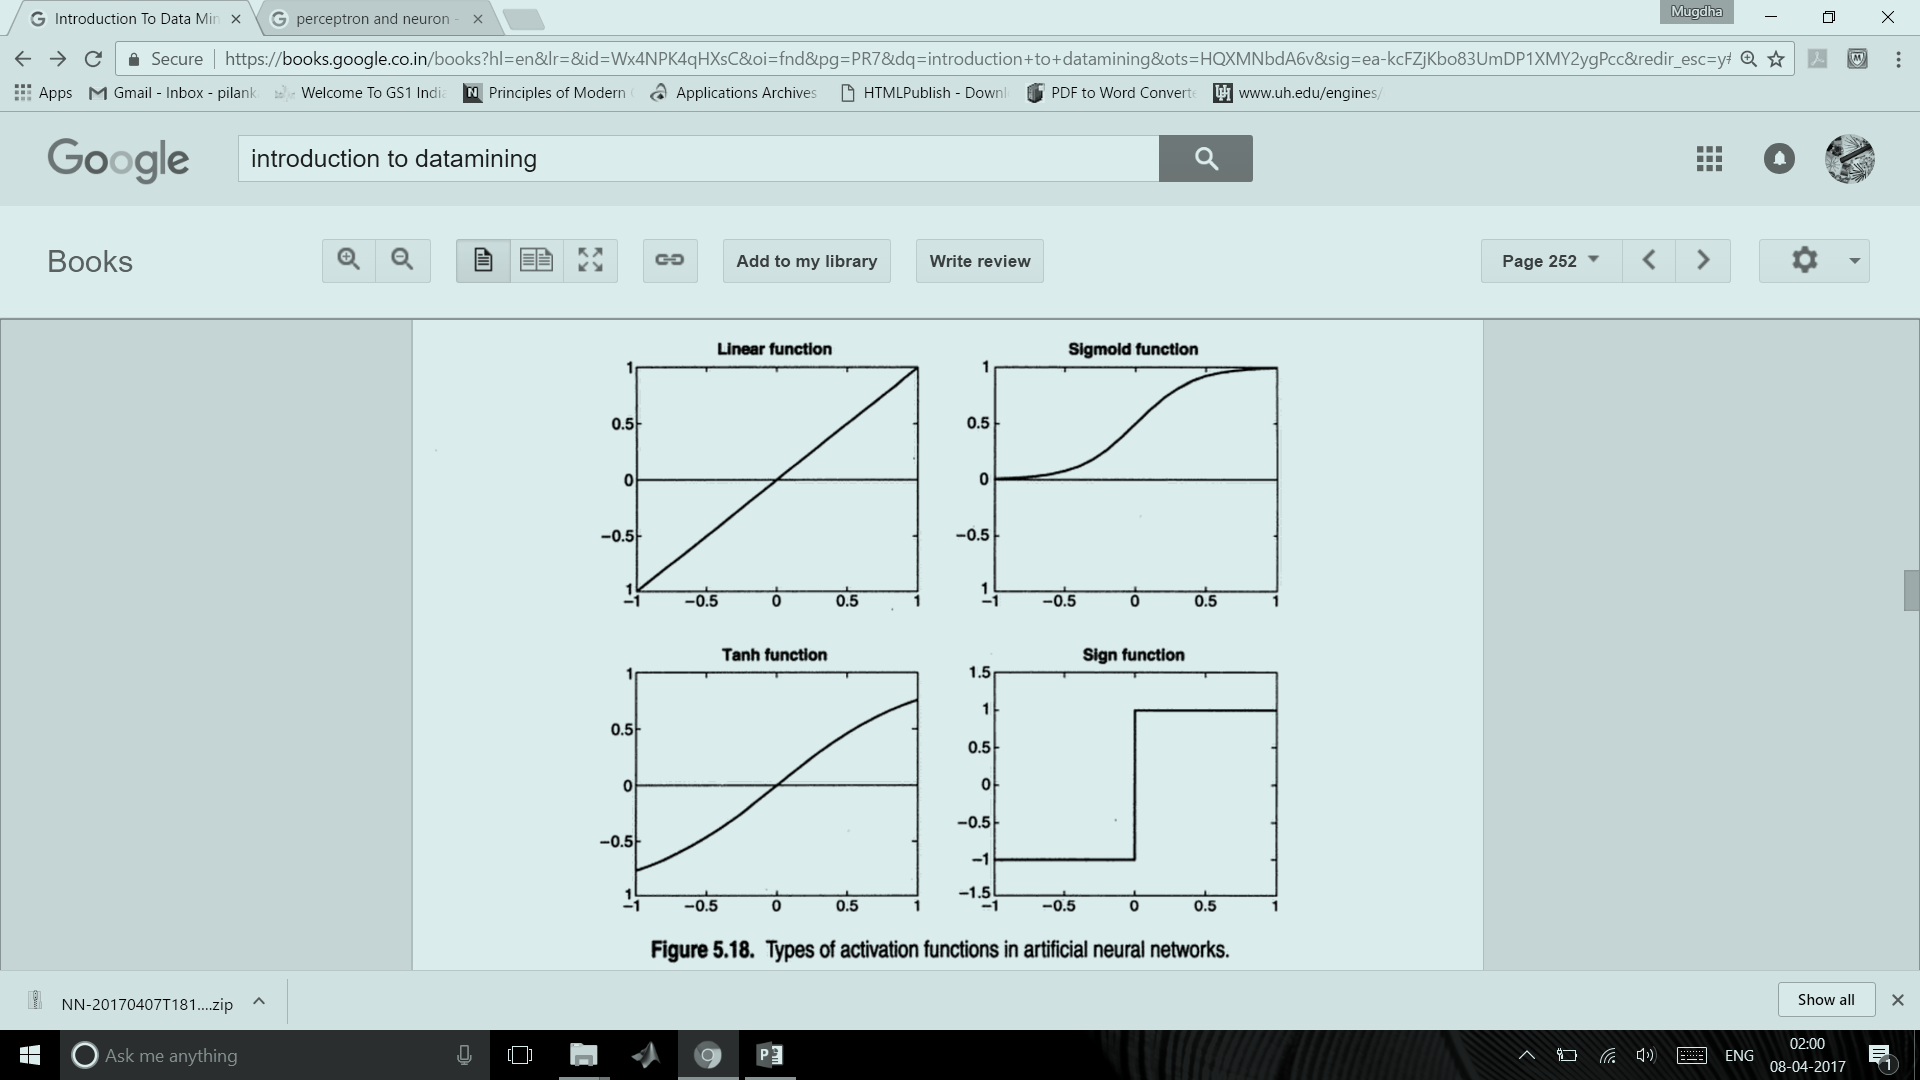 Introduction To Data Min
perceptron and neuron -
Mugdha
Secure
https://books.google.co.in/books?hl=en&lr=&id=Wx4NPK4qHXsC&oi=fnd&pg=PR7&dq=introduction+to+datamining&ots=HQXMNbdA6v&sig=ea-kcFZjKbo83UmDP1XMY2ygPcc&redir_esc=y#
Apps
Gmail - Inbox - pilank
Welcome To GS1 India
Principles of Modern
Applications Archives
HTMLPublish - Downl
PDF to Word Converte
www.uh.edu/engines/
Google
introduction to datamining
Books
Add to my library
Write review
Page 252
Linear function
1
0.5
0
-0.5
1
-1 -0.5 0 0.5 1
Sigmoid function
1
0.5
0
-0.5
1
-1 -0.5 0 0.5 1
Tanh function
1
0.5
0
-0.5
1
-1 -0.5 0 0.5 1
Sign function
1.5
1
0.5
0
-0.5
-1
-1.5
-1 -0.5 0 0.5 1
Figure 5.18. Types of activation functions in artificial neural networks.
NN-20170407T181....zip
Show all
Ask me anything
ENG
02:00
08-04-2017
1